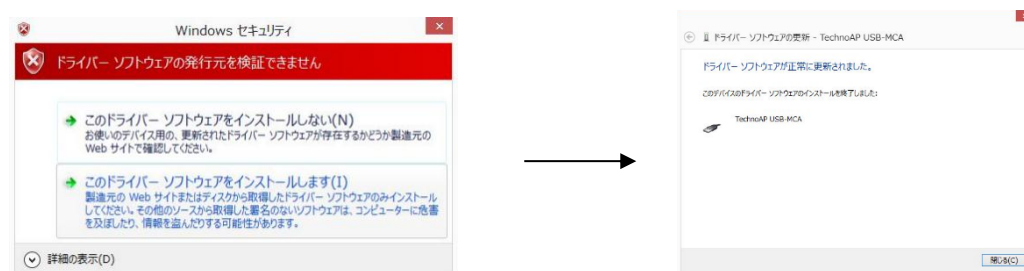 Windows セキュリティ
ドライバー ソフトウェアの発行元を検証できません
このドライバー ソフトウェアをインストールしない(N)
お使いのデバイス用の、更新されたドライバー ソフトウェアが存在するかどうか製造元の
Web サイトで確認してください。
このドライバー ソフトウェアをインストールします(I)
製造元の Web サイトまたはディスクから取得したドライバー ソフトウェアのみインストール
してください。その他のソースから取得した署名のないソフトウェアは、コンピューターに危害
を及ぼしたり、情報を盗んだりする可能性があります。
詳細の表示(D)
ドライバー ソフトウェアの更新 - TechnoAP USB-MCA
ドライバー ソフトウェアが正常に更新されました。
このデバイスのドライバー ソフトウェアのインストールを終了しました:
TechnoAP USB-MCA
閉じる(C)